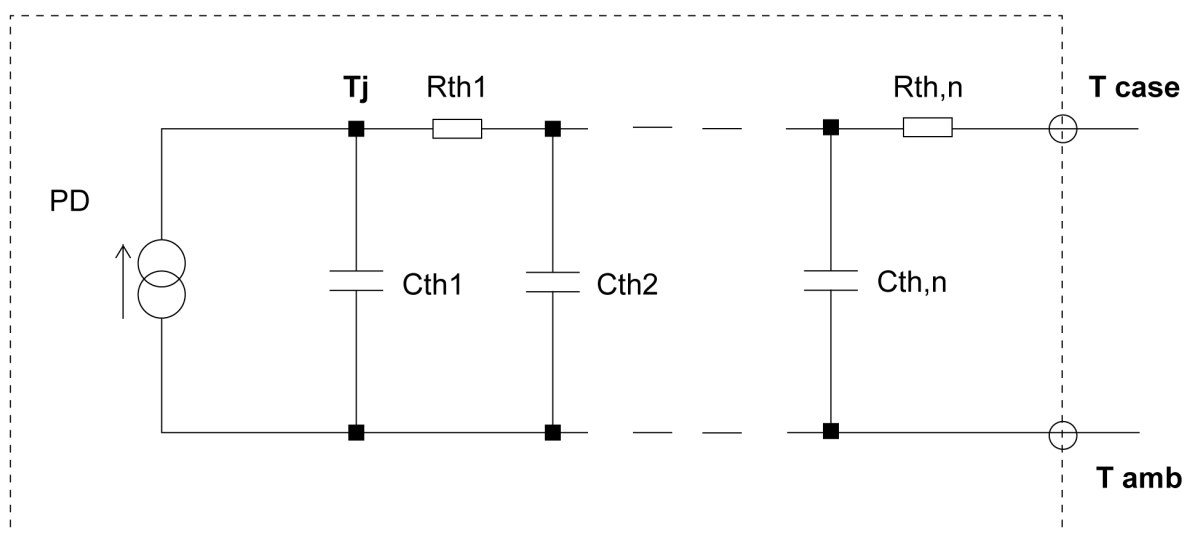 Tj
Rth1
Rth,n
T case
PD
Cth1
Cth2
Cth,n
T amb